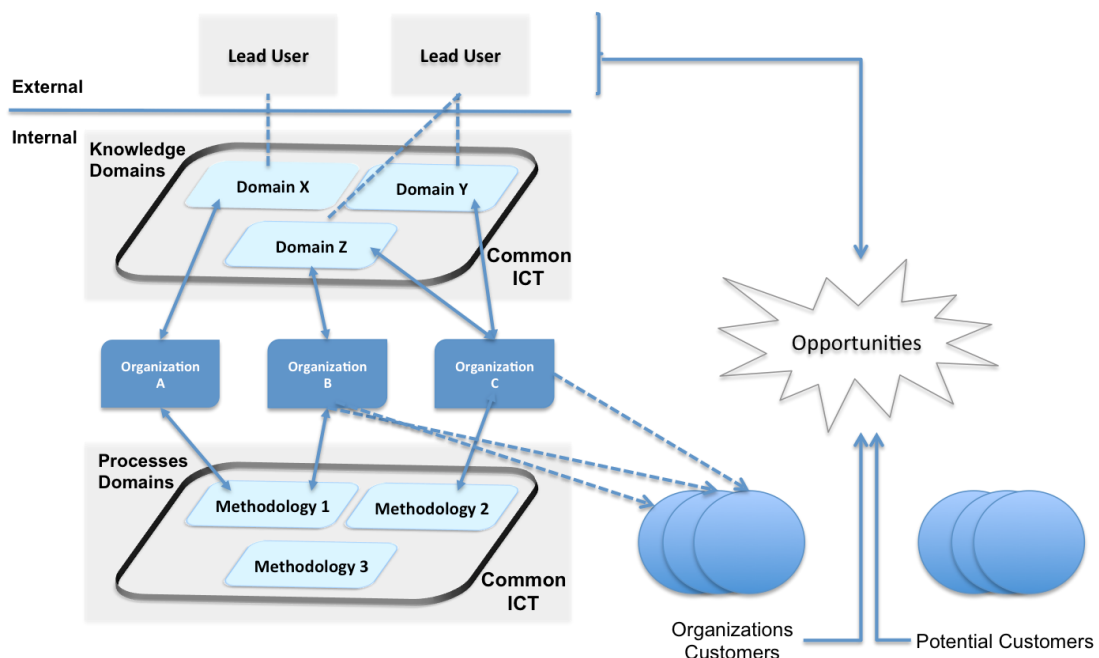 Lead User
Lead User
External
Internal
Knowledge
Domains
Domain X
Domain Y
Domain Z
Common
ICT
Organization
A
Organization
B
Organization
C
Opportunities
Processes
Domains
Methodology 1
Methodology 2
Methodology 3
Common
ICT
Organizations
Customers
Potential Customers